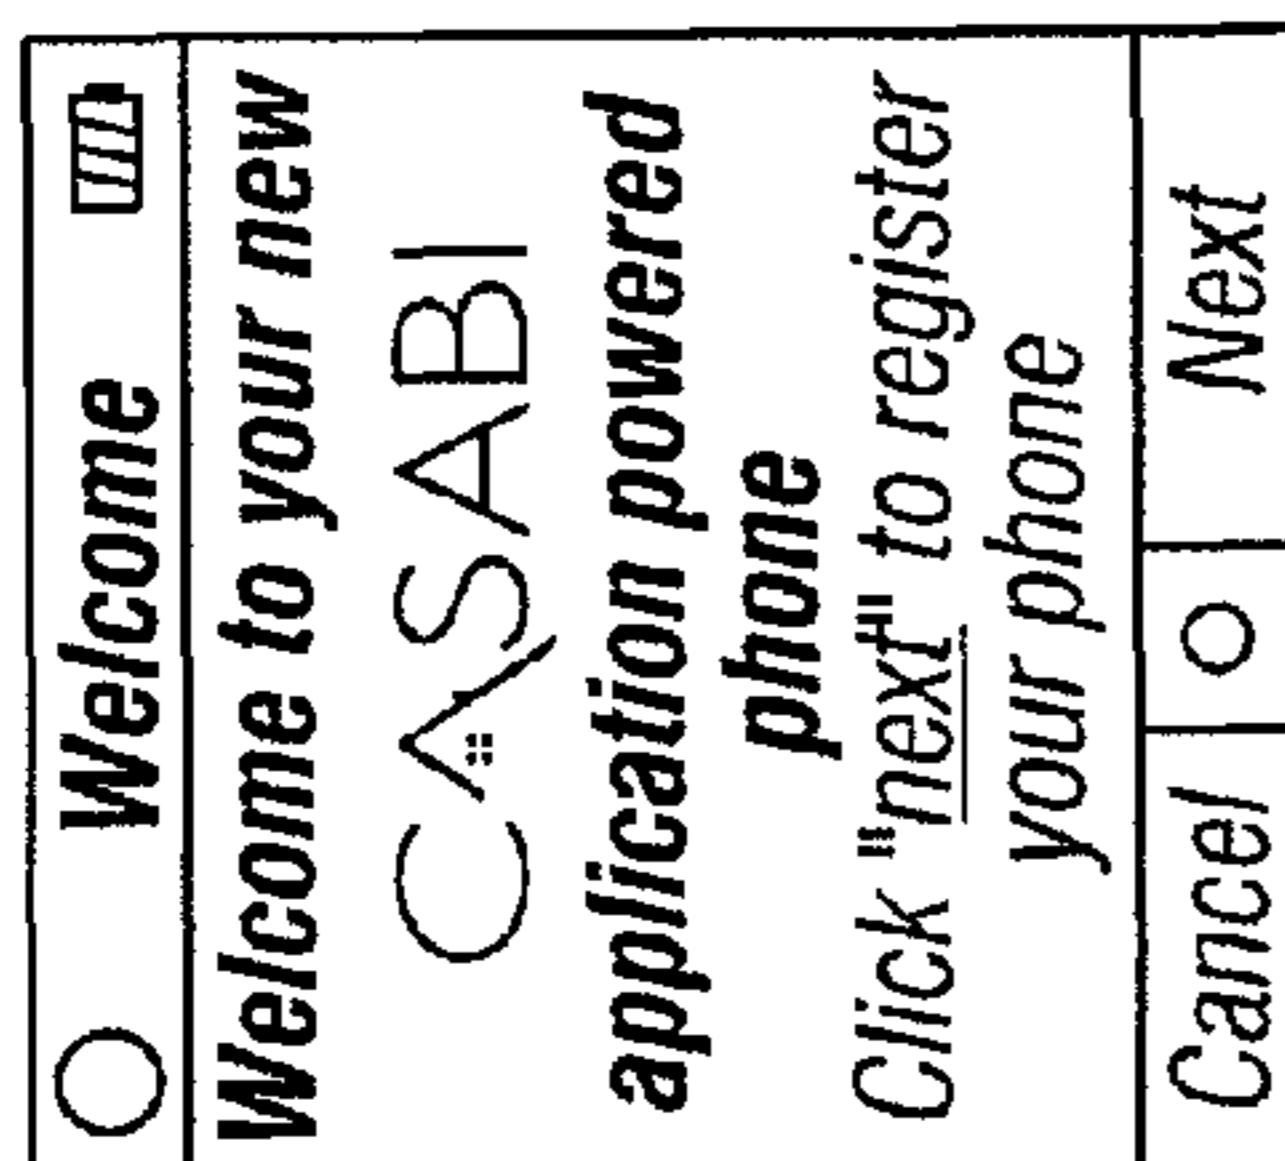 Welcome
Welcome to your new
CASABI
application powered
phone
Click "next" to register
your phone
Cancel
Next